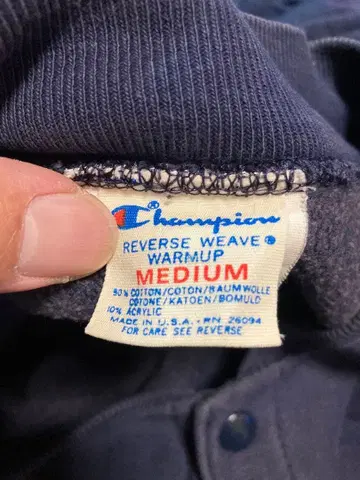 Champion
REVERSE WEAVE®
WARMUP
MEDIUM
90% COTTON/COTON/BAUMWOLLE
COTONE/KATOEN/BOMULD
10% ACRYLIC
MADE IN U.S.A.-RN 26094
FOR CARE SEE REVERSE